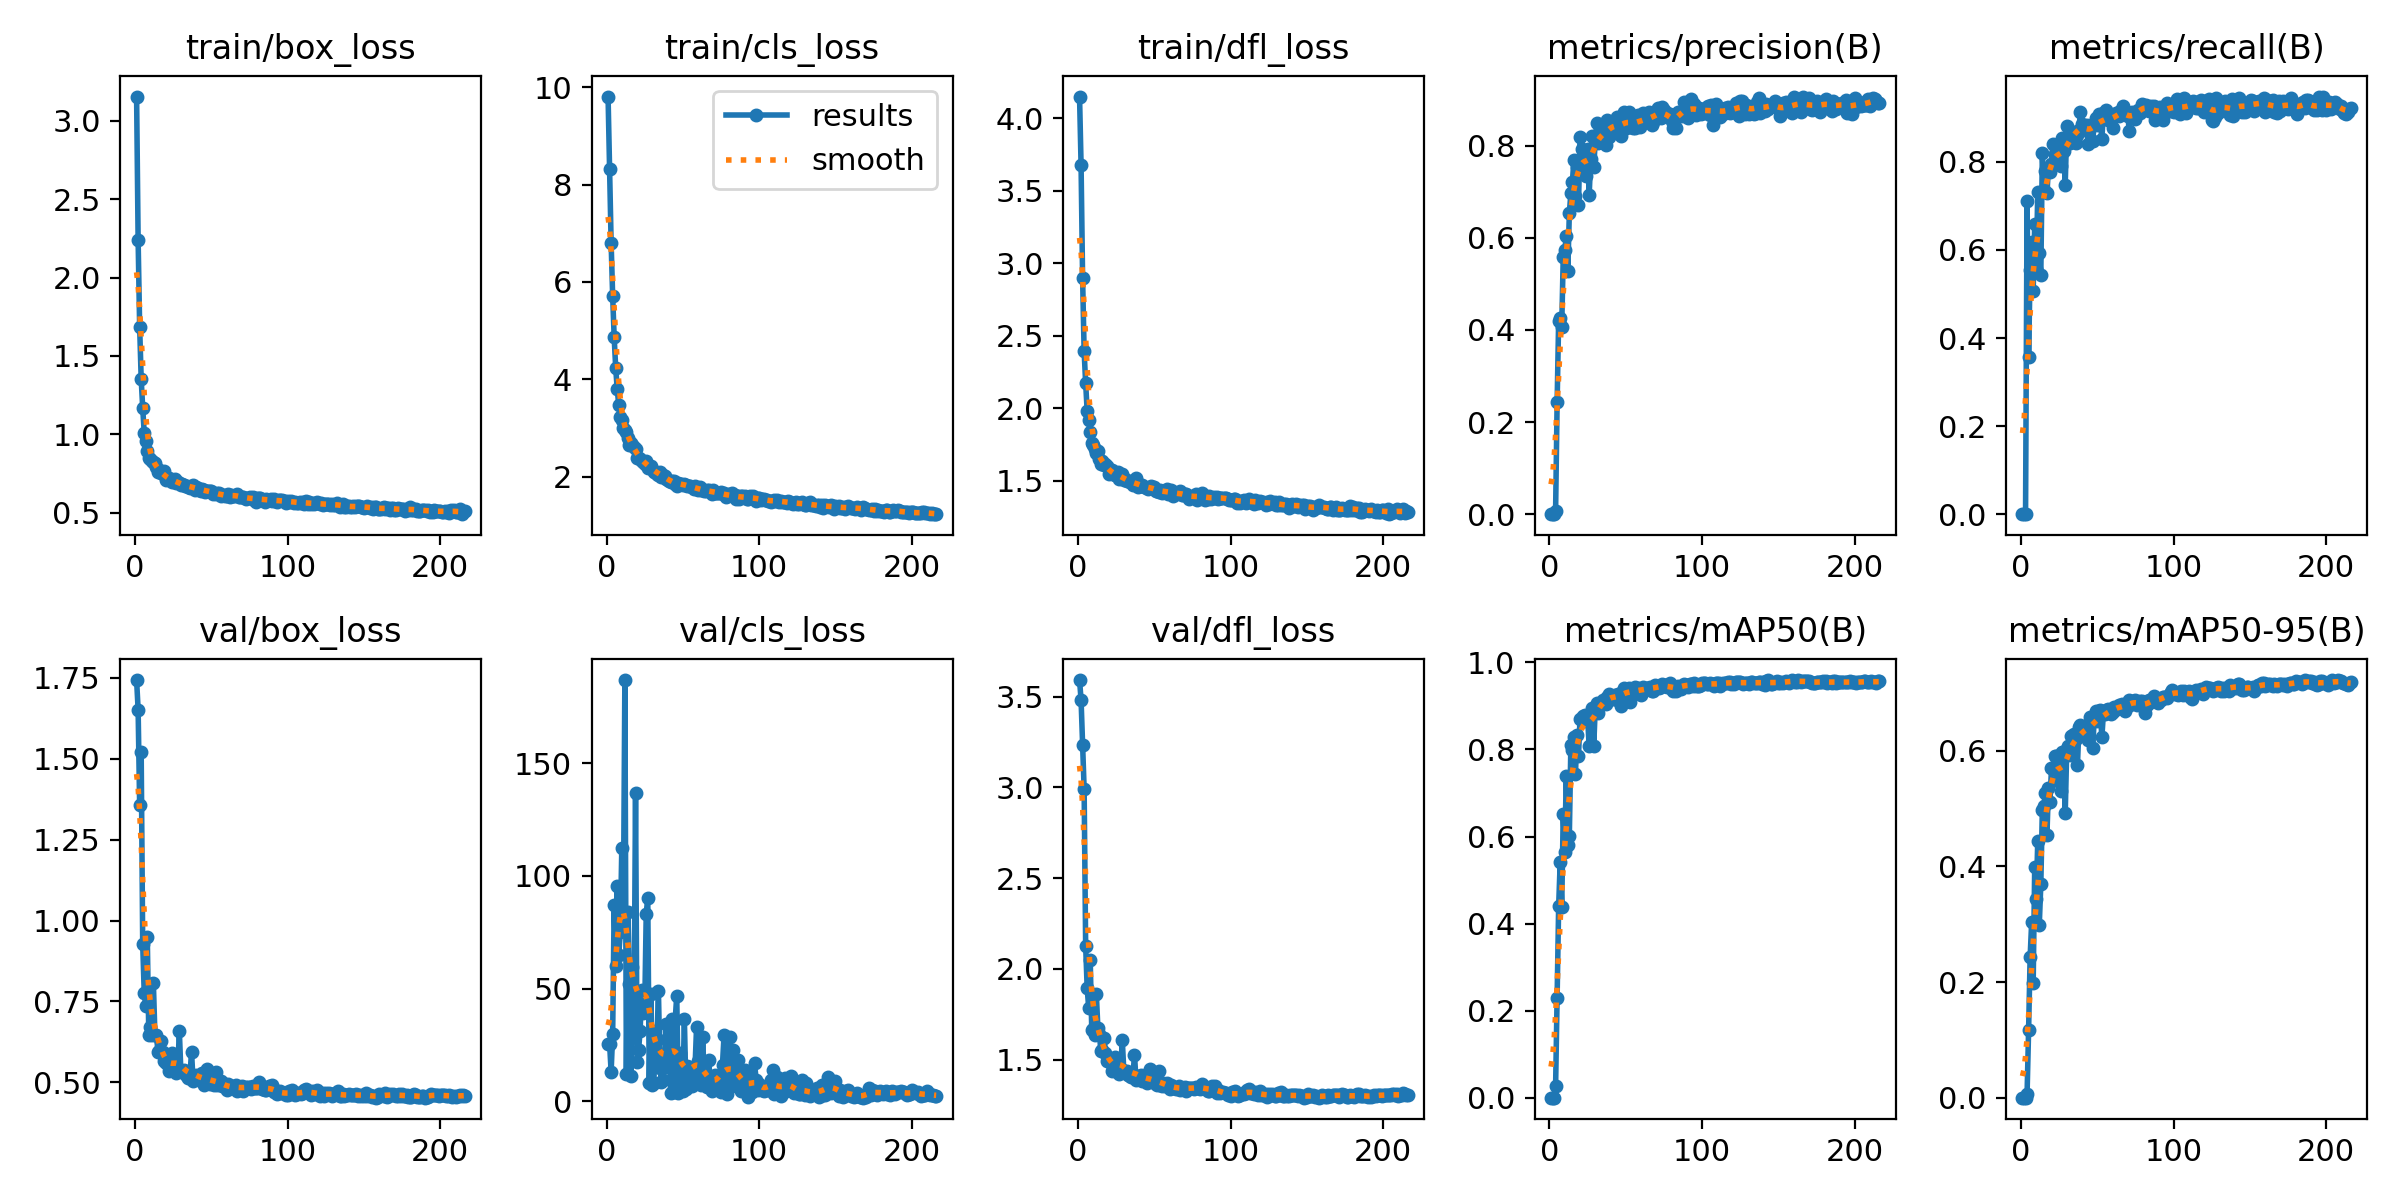 train/box_loss
3.0
2.5
2.0
1.5
1.0
0.5
0 100 200
train/cls_loss
10
8
6
4
2
0 100 200
results
smooth
train/dfl_loss
4.0
3.5
3.0
2.5
2.0
1.5
0 100 200
metrics/precision(B)
0.8
0.6
0.4
0.2
0.0
0 100 200
metrics/recall(B)
0.8
0.6
0.4
0.2
0.0
0 100 200
val/box_loss
1.75
1.50
1.25
1.00
0.75
0.50
0 100 200
val/cls_loss
150
100
50
0
0 100 200
val/dfl_loss
3.5
3.0
2.5
2.0
1.5
0 100 200
metrics/mAP50(B)
1.0
0.8
0.6
0.4
0.2
0.0
0 100 200
metrics/mAP50-95(B)
0.6
0.4
0.2
0.0
0 100 200